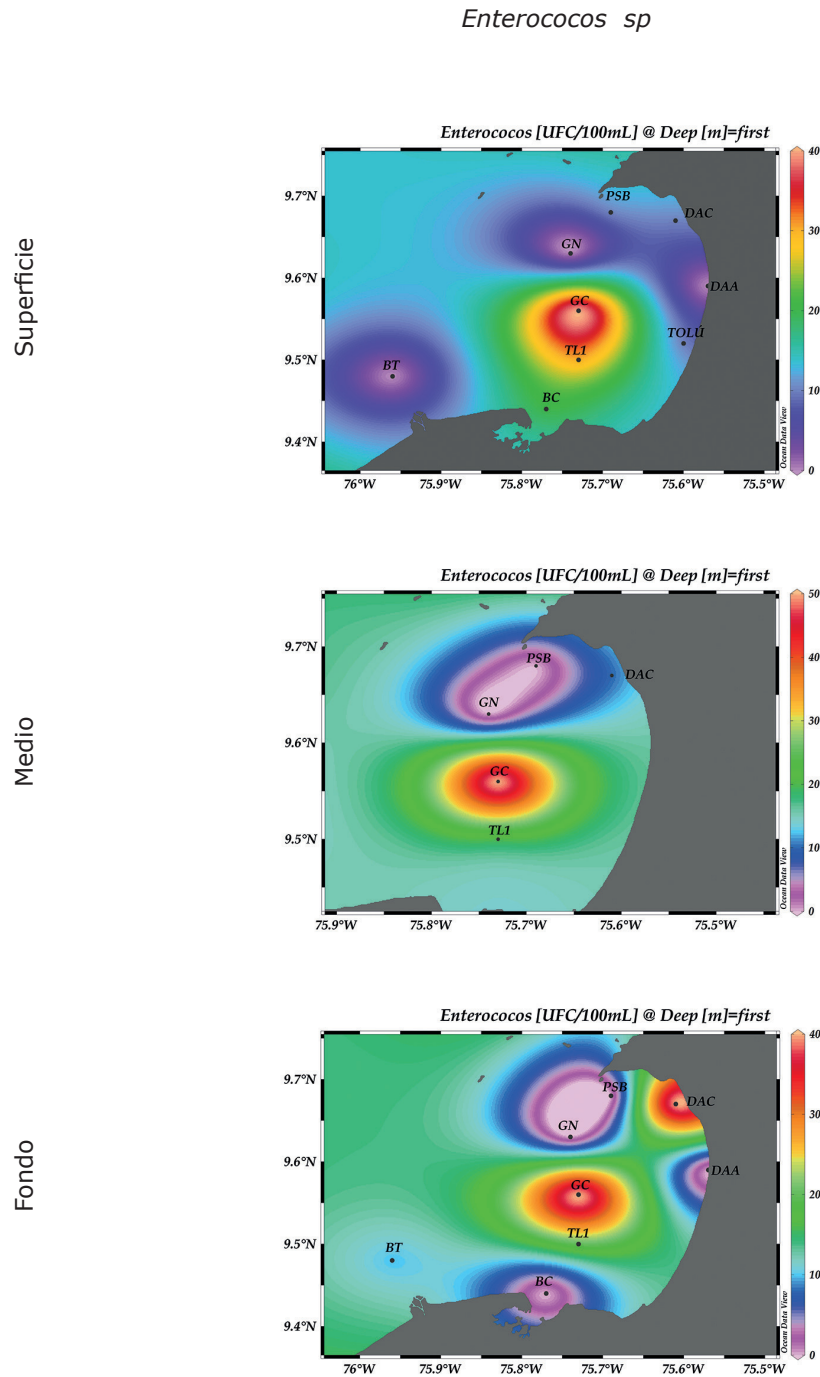 Enterococos sp
Superficie
Enterococos [UFC/100mL] @ Deep [m]=first
9.7°N
9.6°N
9.5°N
9.4°N
PSB
DAC
GN
DAA
GC
TOLÚ
TL1
BT
BC
40
30
20
10
0
Ocean Data View
76°W 75.9°W 75.8°W 75.7°W 75.6°W 75.5°W
Medio
Enterococos [UFC/100mL] @ Deep [m]=first
9.7°N
9.6°N
9.5°N
PSB
DAC
GN
GC
TL1
50
40
30
20
10
0
Ocean Data View
75.9°W 75.8°W 75.7°W 75.6°W 75.5°W
Fondo
Enterococos [UFC/100mL] @ Deep [m]=first
9.7°N
9.6°N
9.5°N
9.4°N
PSB
DAC
GN
DAA
GC
TL1
BT
BC
40
30
20
10
0
Ocean Data View
76°W 75.9°W 75.8°W 75.7°W 75.6°W 75.5°W